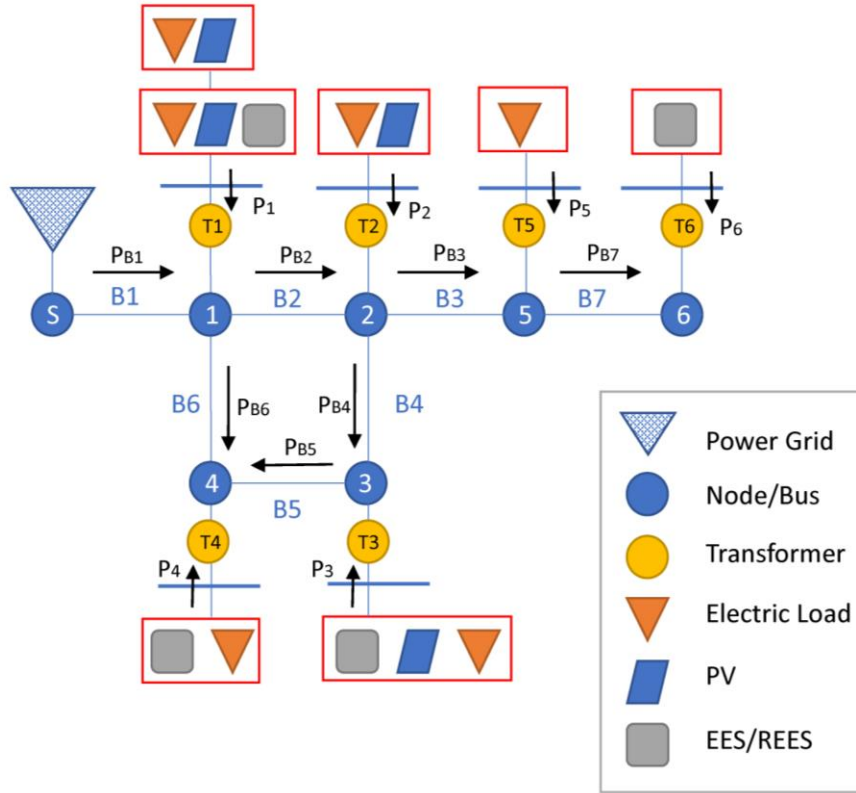 P1
P2
P5
P6
T1
T2
T5
T6
PB1
PB2
PB3
PB7
S
B1
1
B2
2
B3
5
B7
6
B6
PB6
PB4
B4
PB5
4
B5
3
T4
T3
P4
P3
Power Grid
Node/Bus
Transformer
Electric Load
PV
EES/REES